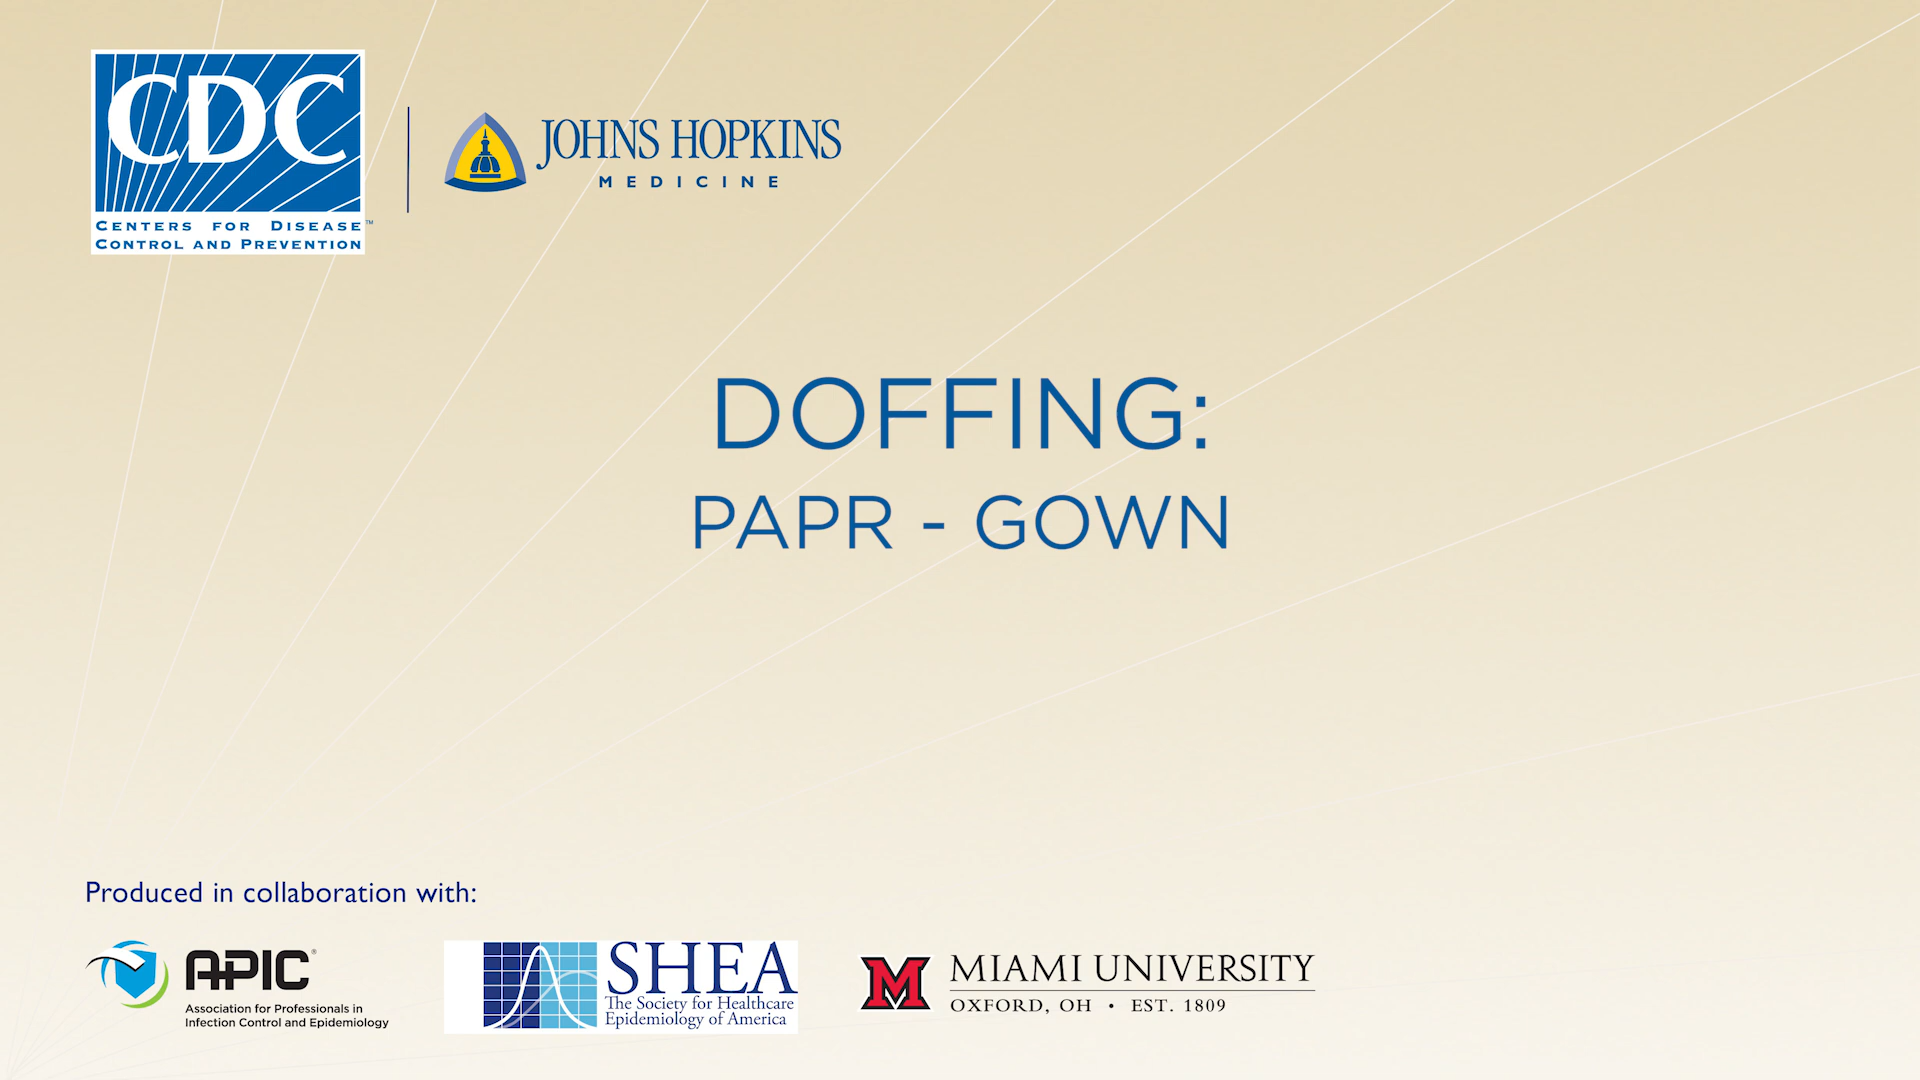 CDC
CENTERS FOR DISEASE™
CONTROL AND PREVENTION
JOHNS HOPKINS
MEDICINE
DOFFING:
PAPR - GOWN
Produced in collaboration with:
APIC®
Association for Professionals in
Infection Control and Epidemiology
SHEA
The Society for Healthcare
Epidemiology of America
M
MIAMI UNIVERSITY
OXFORD, OH • EST. 1809